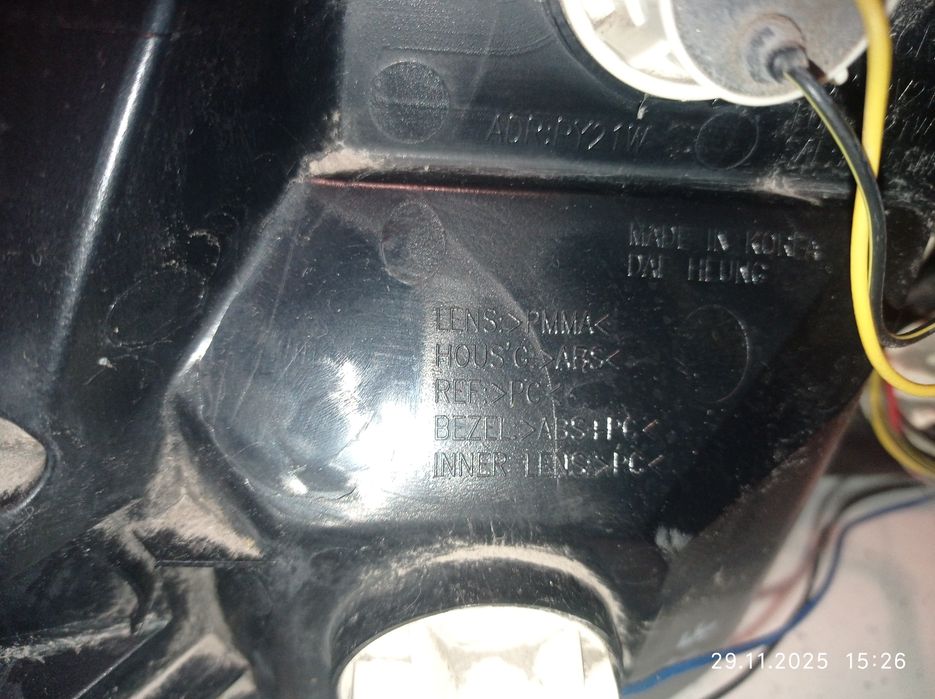 ADR:PY21W
MADE IN KOREA
DAE HEUNG
LENS:>PMMA<
HOUS'G:>ABS<
REF:>PC<
BEZEL:>ABS+PC<
INNER LENS:>PC<
29.11.2025 15:26